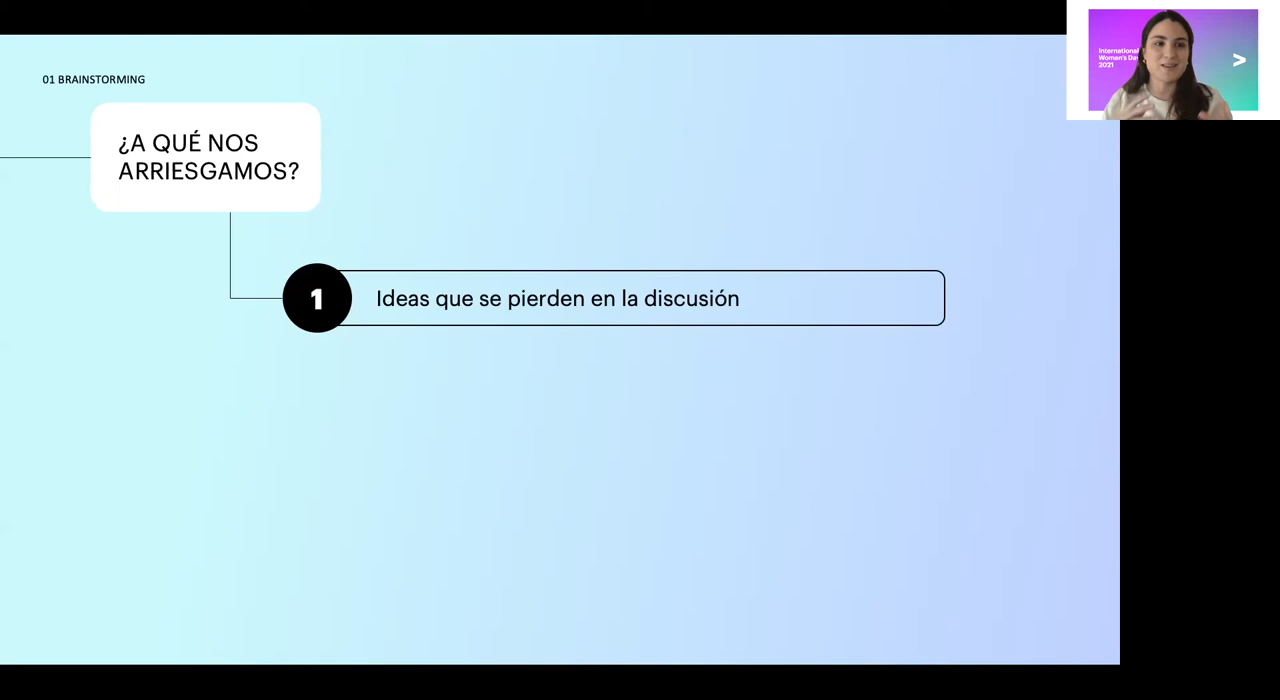 01 BRAINSTORMING
¿A QUÉ NOS
ARRIESGAMOS?
1
Ideas que se pierden en la discusión
International
Women's Day
2021
>